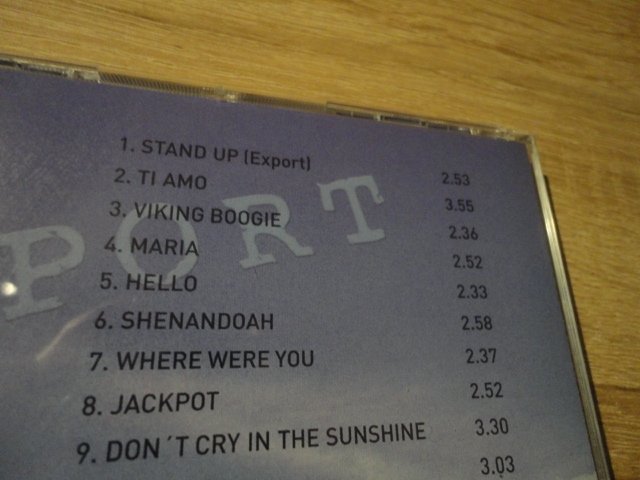 1. STAND UP (Export) 2.53
2. TI AMO 3.55
3. VIKING BOOGIE 2.36
4. MARIA 2.52
5. HELLO 2.33
6. SHENANDOAH 2.58
7. WHERE WERE YOU 2.37
8. JACKPOT 2.52
9. DON´T CRY IN THE SUNSHINE 3.30
3.03
PORT